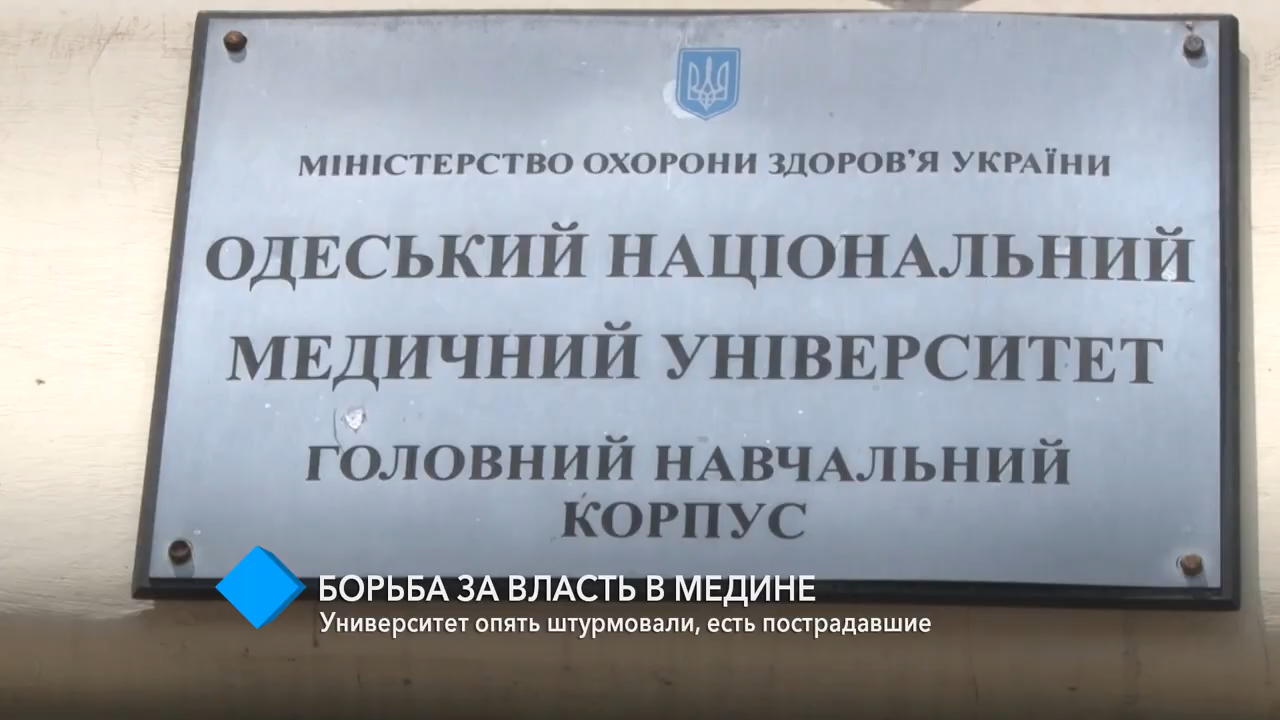 МІНІСТЕРСТВО ОХОРОНИ ЗДОРОВ'Я УКРАЇНИ
ОДЕСЬКИЙ НАЦІОНАЛЬНИЙ
МЕДИЧНИЙ УНІВЕРСИТЕТ
ГОЛОВНИЙ НАВЧАЛЬНИЙ
КОРПУС
БОРЬБА ЗА ВЛАСТЬ В МЕДИНЕ
Университет опять штурмовали, есть пострадавшие